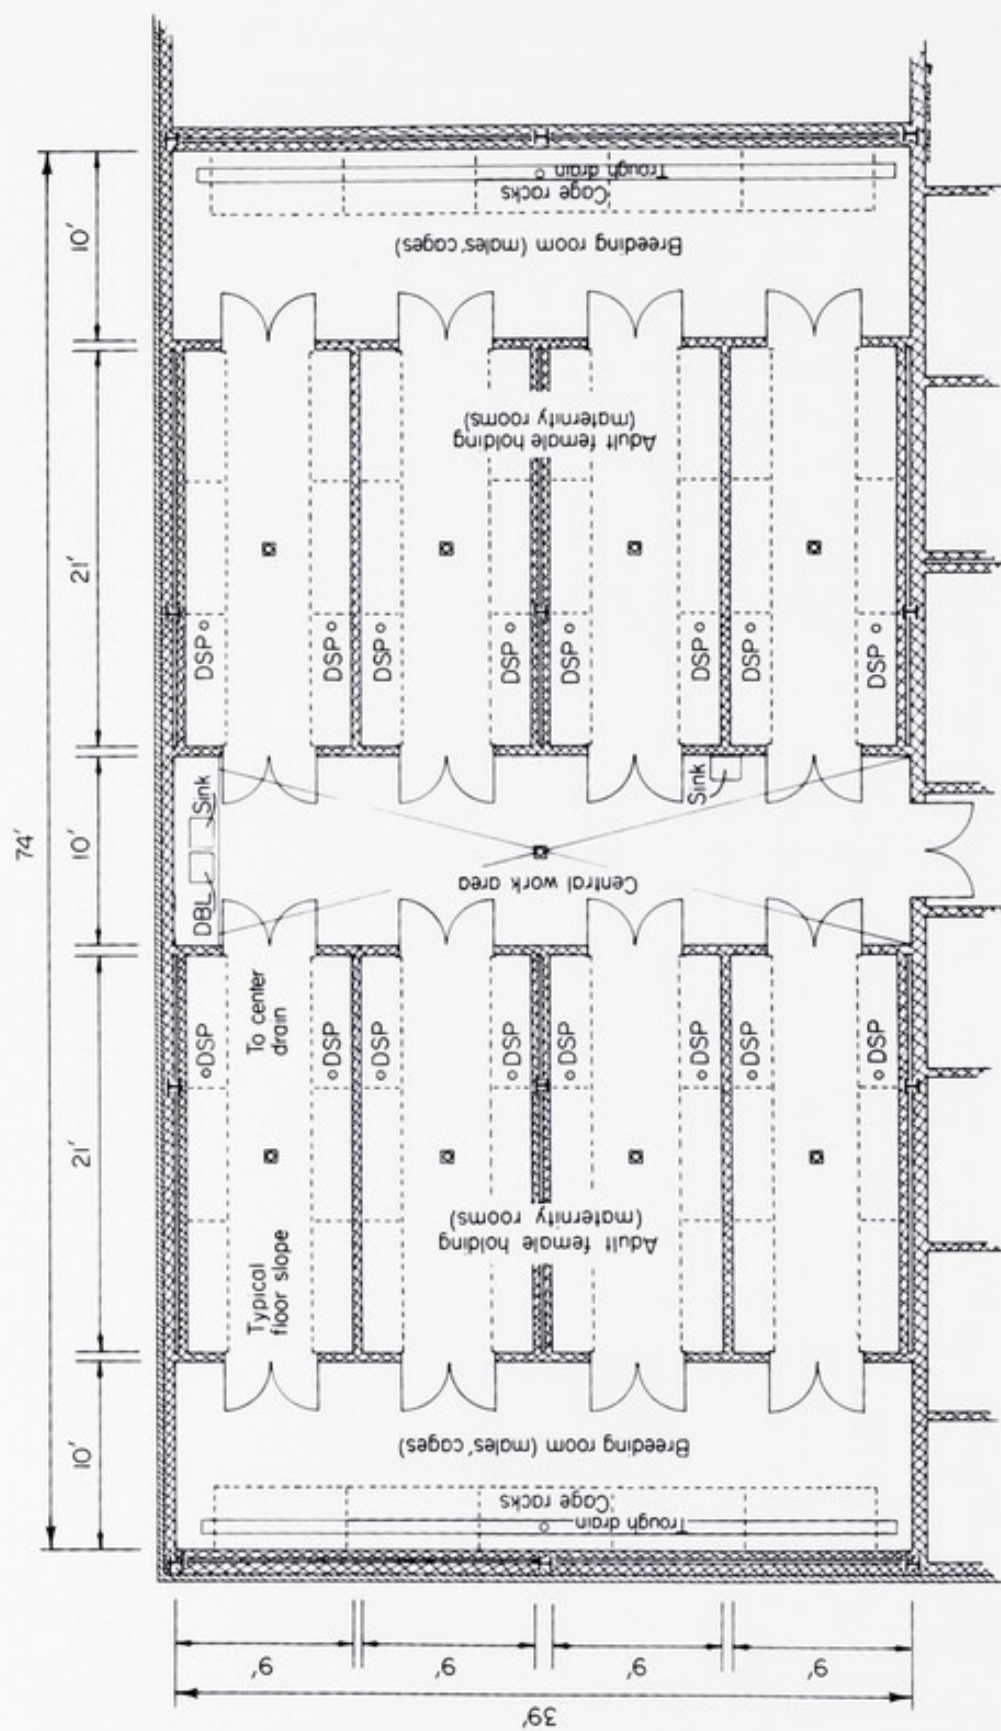 74'
10'
21'
10'
21'
10'
Trough drain
Cage racks
Breeding room (males' cages)
Adult female holding
(maternity rooms)
DSP
DSP
DSP
DSP
DSP
DSP
DSP
DSP
Sink
DBL
Sink
Central work area
DSP
DSP
DSP
DSP
DSP
DSP
DSP
DSP
To center
drain
Typical
floor slope
Adult female holding
(maternity rooms)
Breeding room (males' cages)
Cage racks
Trough drain
9'
9'
9'
9'
39'